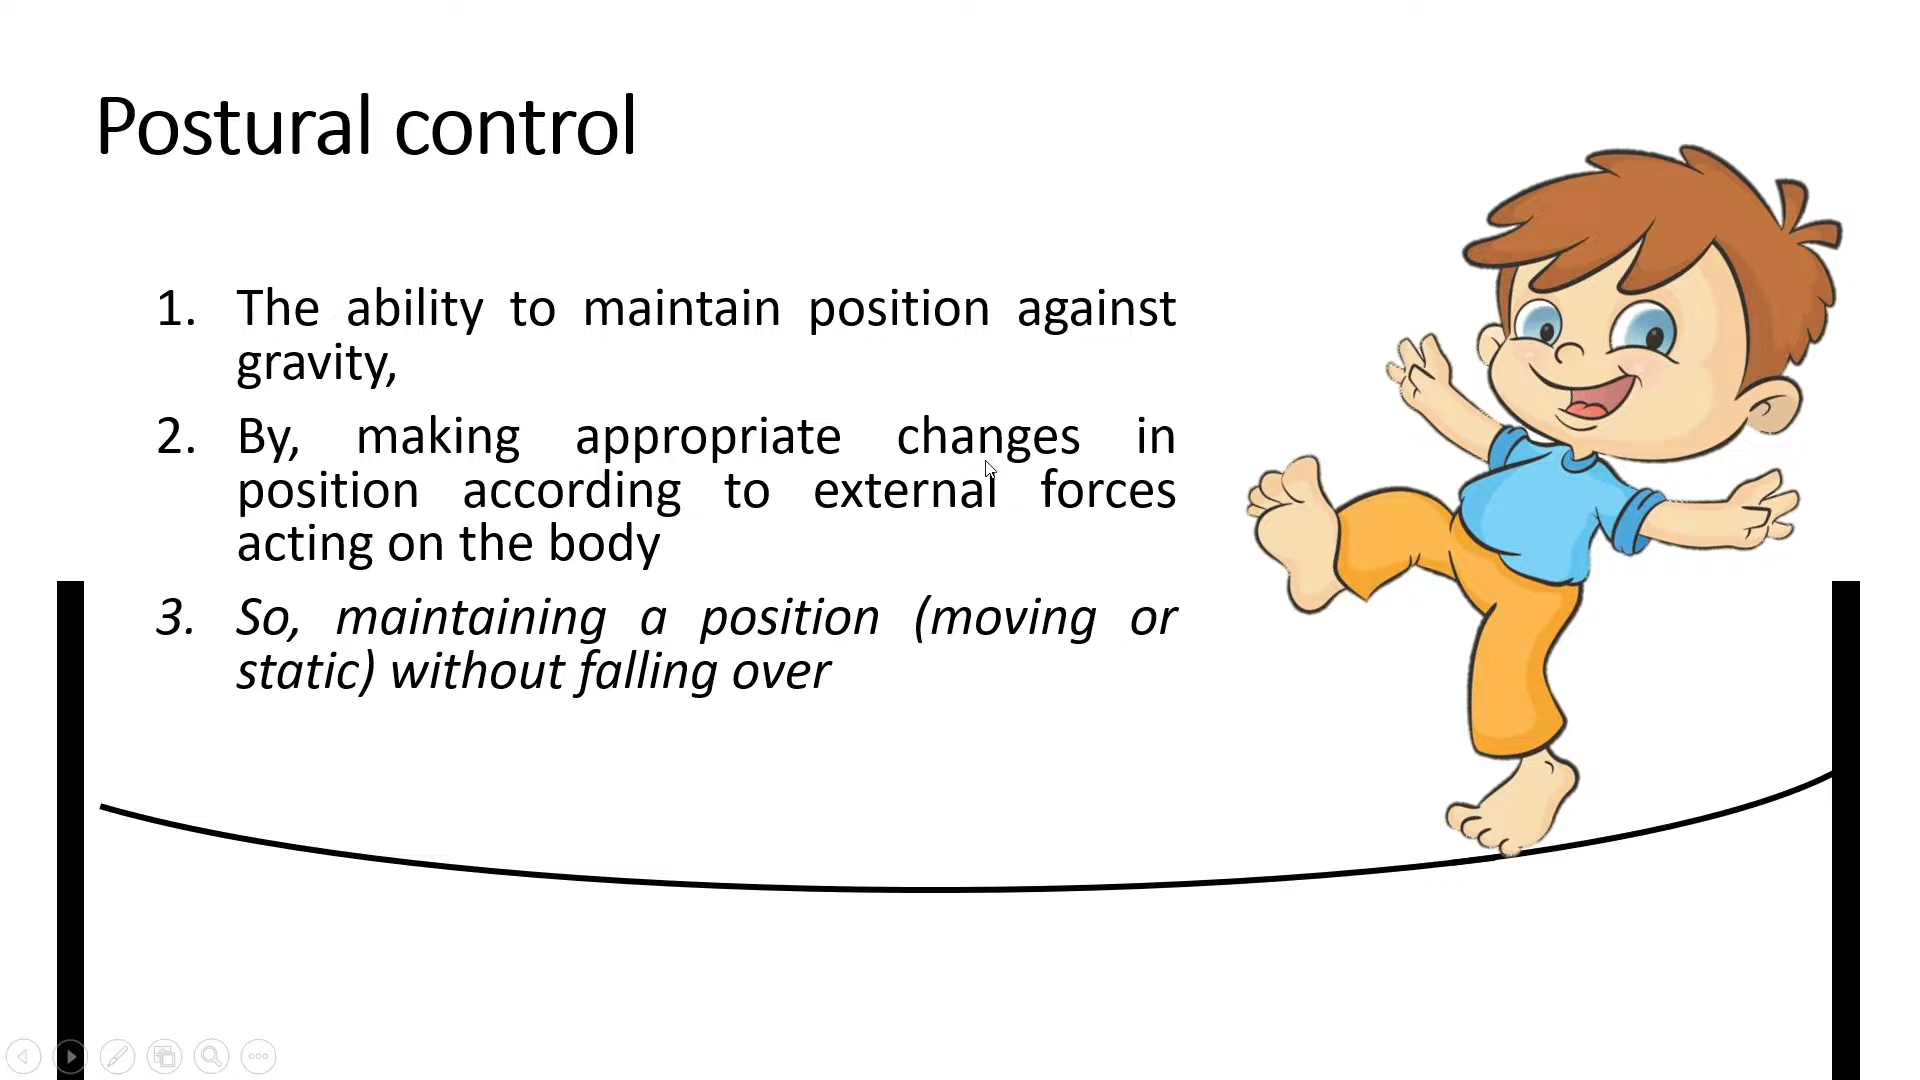 Postural control
1. The ability to maintain position against
gravity,
2. By, making appropriate changes in
position according to external forces
acting on the body
3. So, maintaining a position (moving or
static) without falling over